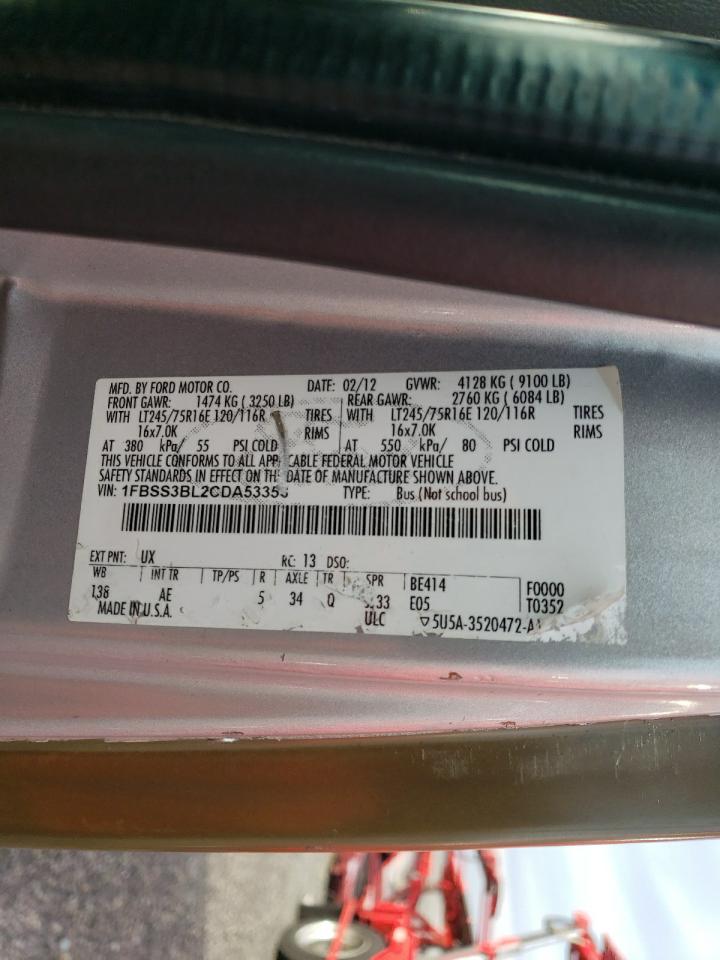 MFD. BY FORD MOTOR CO. DATE: 02/12 GVWR: 4128 KG ( 9100 LB)
FRONT GAWR: 1474 KG ( 3250 LB) REAR GAWR: 2760 KG ( 6084 LB)
WITH LT245/75R16E 120/116R TIRES WITH LT245/75R16E 120/116R TIRES
16x7.0K RIMS 16x7.0K RIMS
AT 380 kPa/ 55 PSI COLD AT 550 kPa/ 80 PSI COLD
THIS VEHICLE CONFORMS TO ALL CABLE FEDERAL MOTOR VEHICLE
SAFETY STANDARDS IN EFFECT ON DATE OF MANUFACTURE SHOWN ABOVE.
VIN: TYPE: Bus (Not school bus)
EXT PNT: UX RC: 13 DSO:
WB INT TR TP/PS R AXLE TR SPR BE414 F0000
138 AE 5 34 Q 33 E05 T0352
MADE IN U.S.A. ULC ▽5U5A-3520472-A